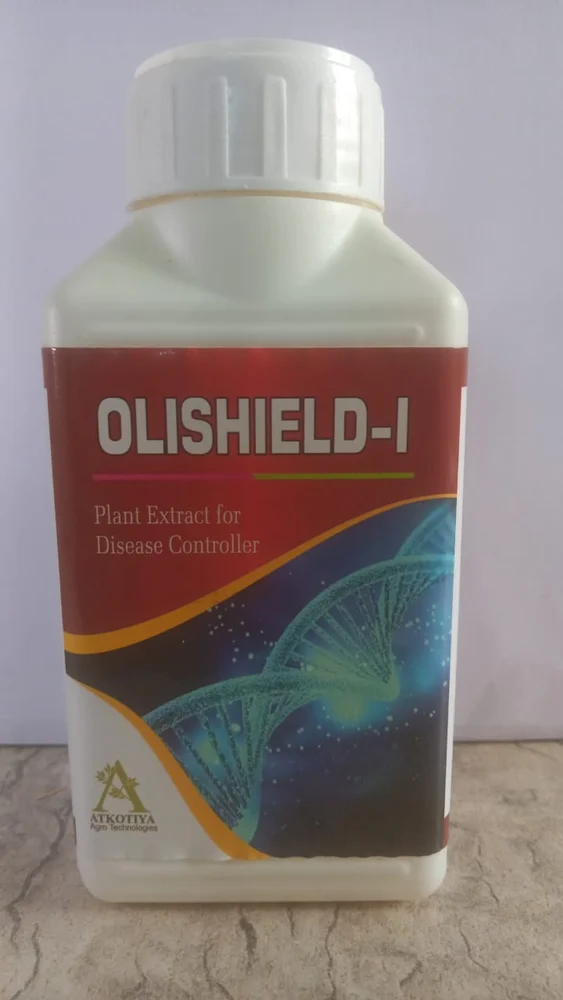 OLISHIELD-I
Plant Extract for
Disease Controller
ATKOTIYA
Agro Technologies